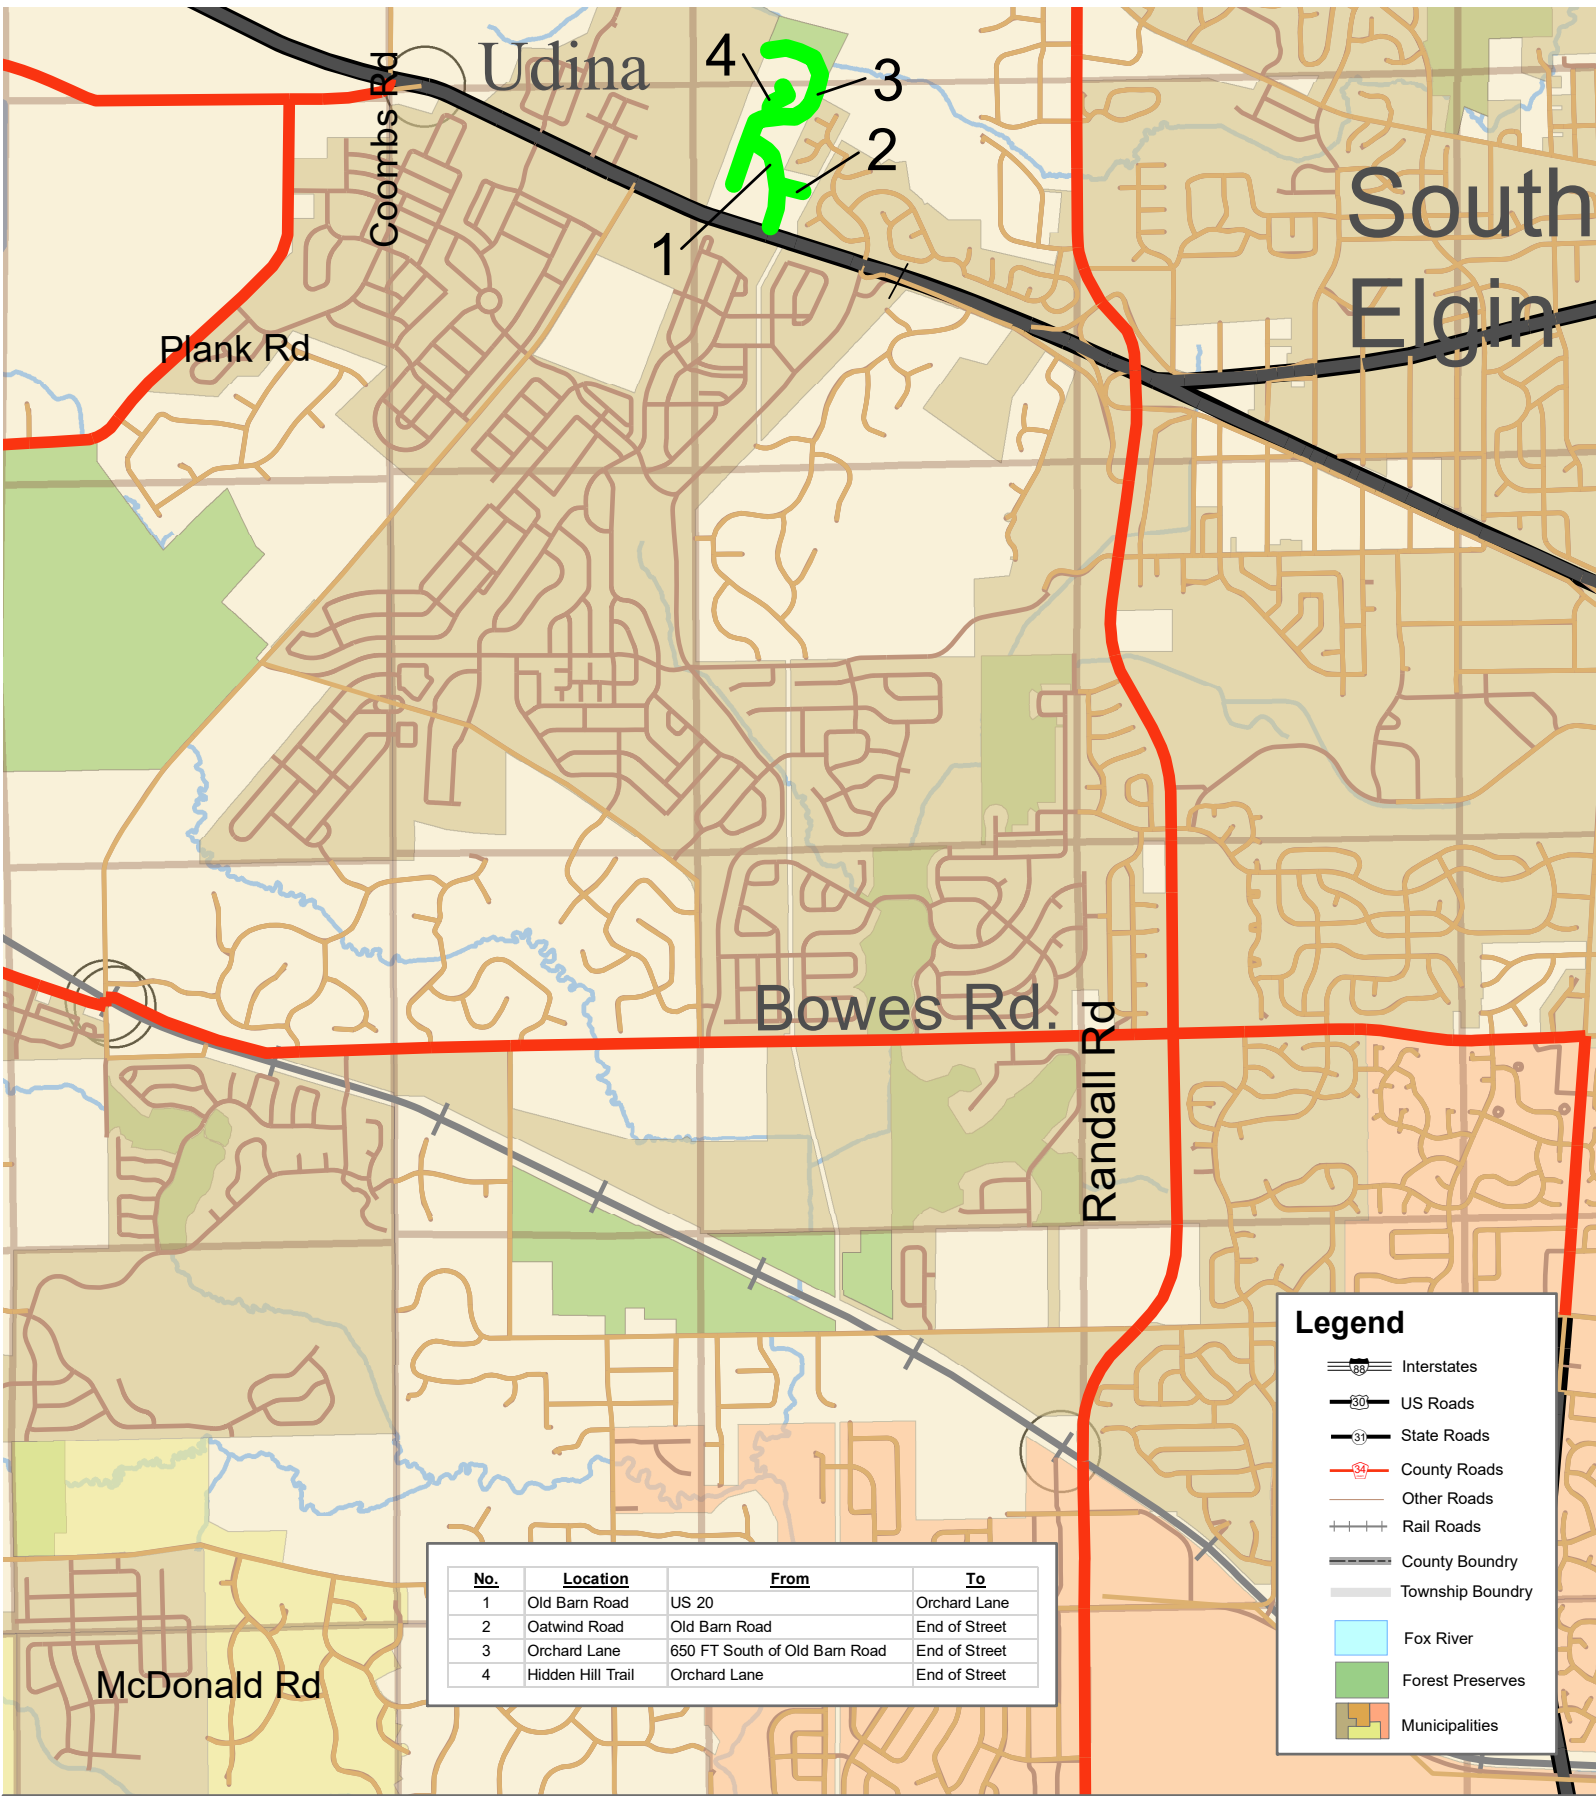 Udina
4
3
2
1
Coombs Rd
South
Elgin
Plank Rd
Bowes Rd.
Randall Rd
McDonald Rd
Legend
88 Interstates
30 US Roads
31 State Roads
34 County Roads
Other Roads
Rail Roads
County Boundry
Township Boundry
Fox River
Forest Preserves
Municipalities
No. Location From To
1 Old Barn Road US 20 Orchard Lane
2 Oatwind Road Old Barn Road End of Street
3 Orchard Lane 650 FT South of Old Barn Road End of Street
4 Hidden Hill Trail Orchard Lane End of Street